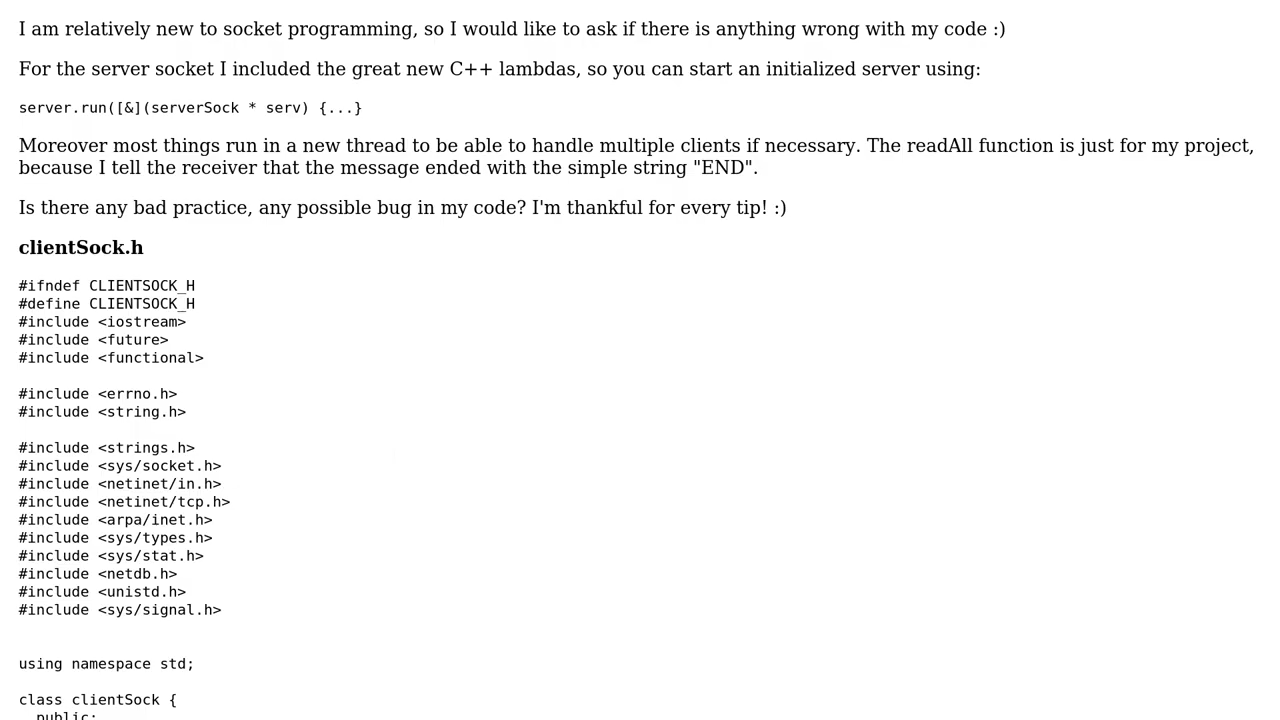 I am relatively new to socket programming, so I would like to ask if there is anything wrong with my code :)
For the server socket I included the great new C++ lambdas, so you can start an initialized server using:
server.run([&](serverSock * serv) {...}
Moreover most things run in a new thread to be able to handle multiple clients if necessary. The readAll function is just for my project,
because I tell the receiver that the message ended with the simple string "END".
Is there any bad practice, any possible bug in my code? I'm thankful for every tip! :)
clientSock.h
#ifndef CLIENTSOCK_H
#define CLIENTSOCK_H
#include <iostream>
#include <future>
#include <functional>
#include <errno.h>
#include <string.h>
#include <strings.h>
#include <sys/socket.h>
#include <netinet/in.h>
#include <netinet/tcp.h>
#include <arpa/inet.h>
#include <sys/types.h>
#include <sys/stat.h>
#include <netdb.h>
#include <unistd.h>
#include <sys/signal.h>
using namespace std;
class clientSock {
public: